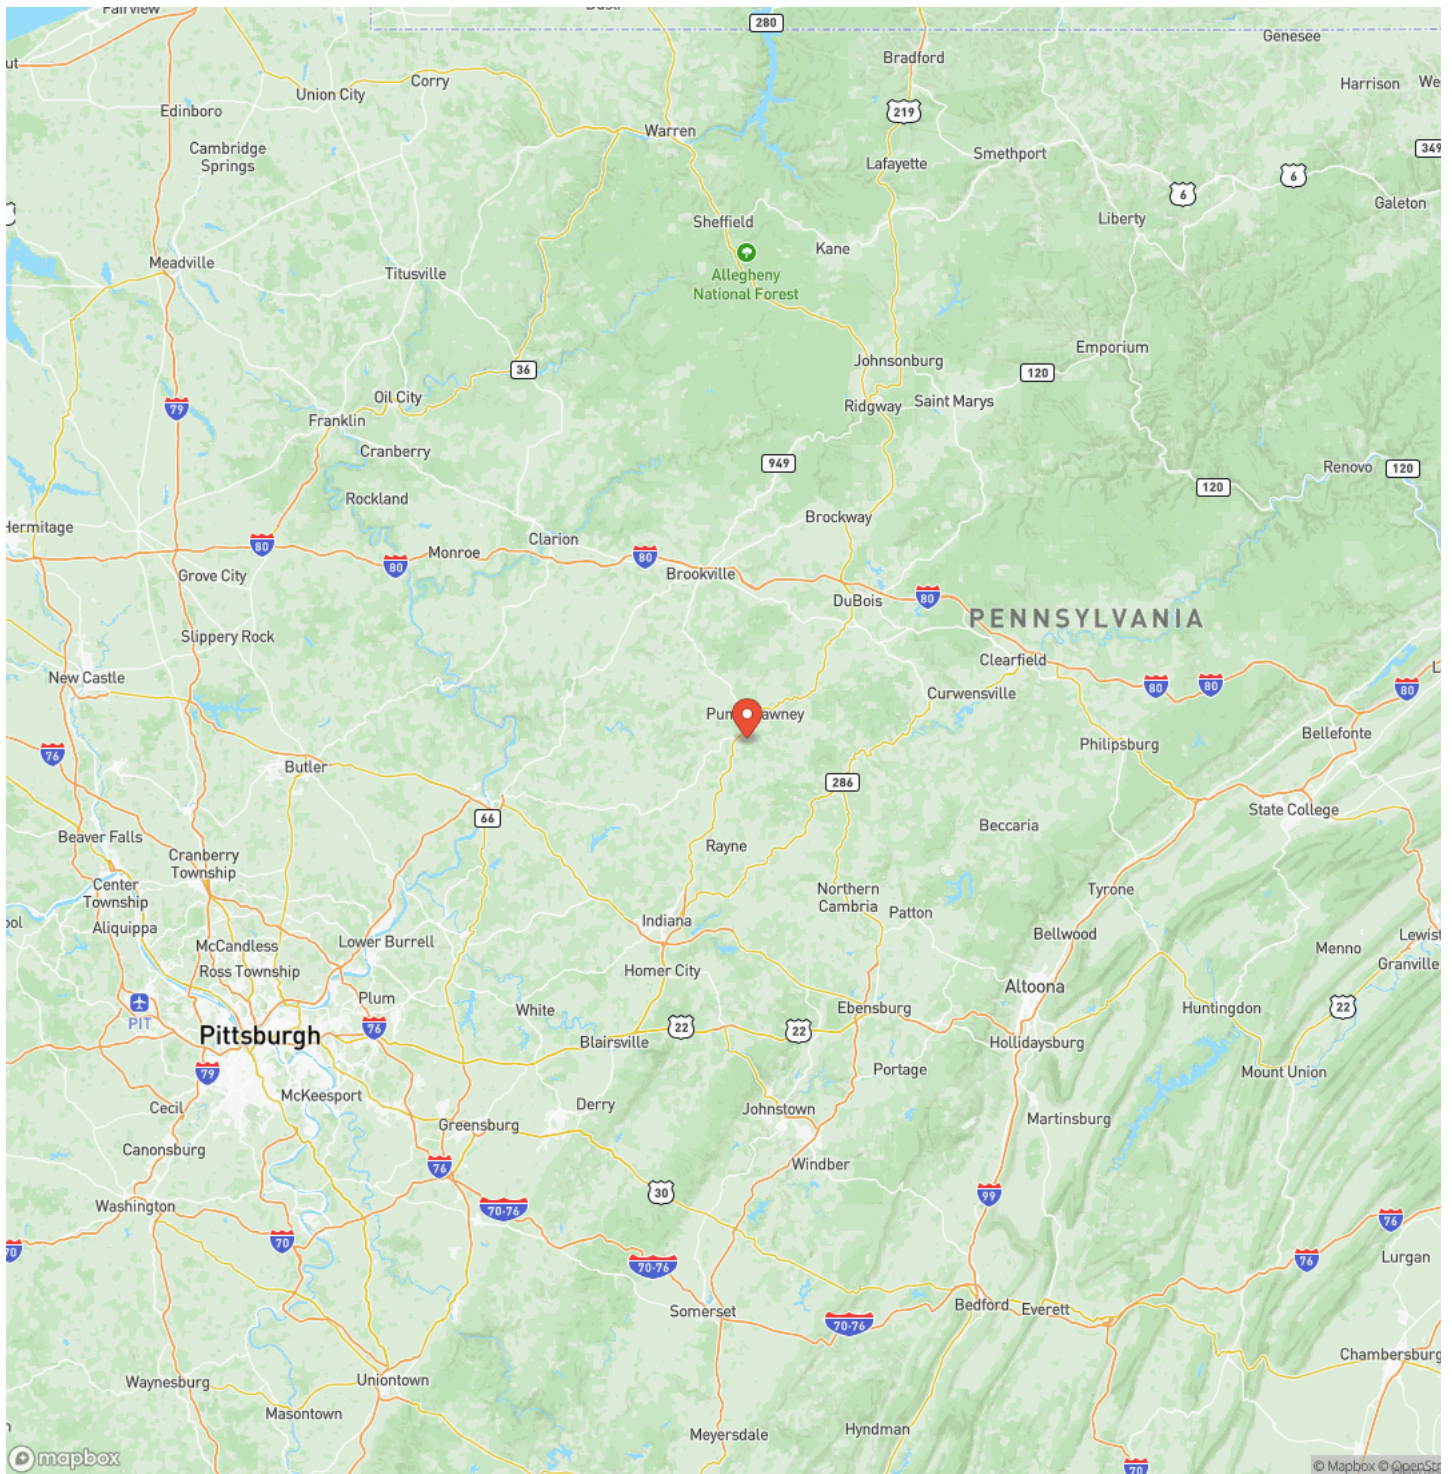 Fairview
280
Genesee
Bradford
Corry
Harrison
Union City
Edinboro
219
Warren
Cambridge
Springs
349
Smethport
Lafayette
6
6
Galeton
Liberty
Sheffield
Kane
Meadville
Titusville
Allegheny
National Forest
Emporium
Johnsonburg
36
120
Oil City
Saint Marys
79
Ridgway
Franklin
Cranberry
949
Renovo
120
Rockland
120
Brockway
Hermitage
Clarion
80
Monroe
80
80
Grove City
Brookville
80
DuBois
PENNSYLVANIA
Slippery Rock
Clearfield
New Castle
80
80
80
Curwensville
Bellefonte
Philipsburg
76
Butler
286
State College
66
Beccaria
Beaver Falls
Rayne
Cranberry
Township
Center
Township
Northern
Cambria
Tyrone
Patton
Indiana
Aliquippa
Bellwood
McCandless
Lower Burrell
Menno
Granville
Ross Township
Homer City
Altoona
PIT
Plum
White
Ebensburg
Huntingdon
22
Pittsburgh
76
22
22
Blairsville
Hollidaysburg
79
Portage
Mount Union
McKeesport
Cecil
Derry
Johnstown
Martinsburg
Greensburg
Canonsburg
76
Windber
Washington
30
99
70-76
76
70
70
70-76
76
Lurgan
Somerset
Bedford
Everett
70-76
Chambersburg
Waynesburg
Uniontown
Masontown
Meyersdale
Hyndman
mapbox
70
© Mapbox